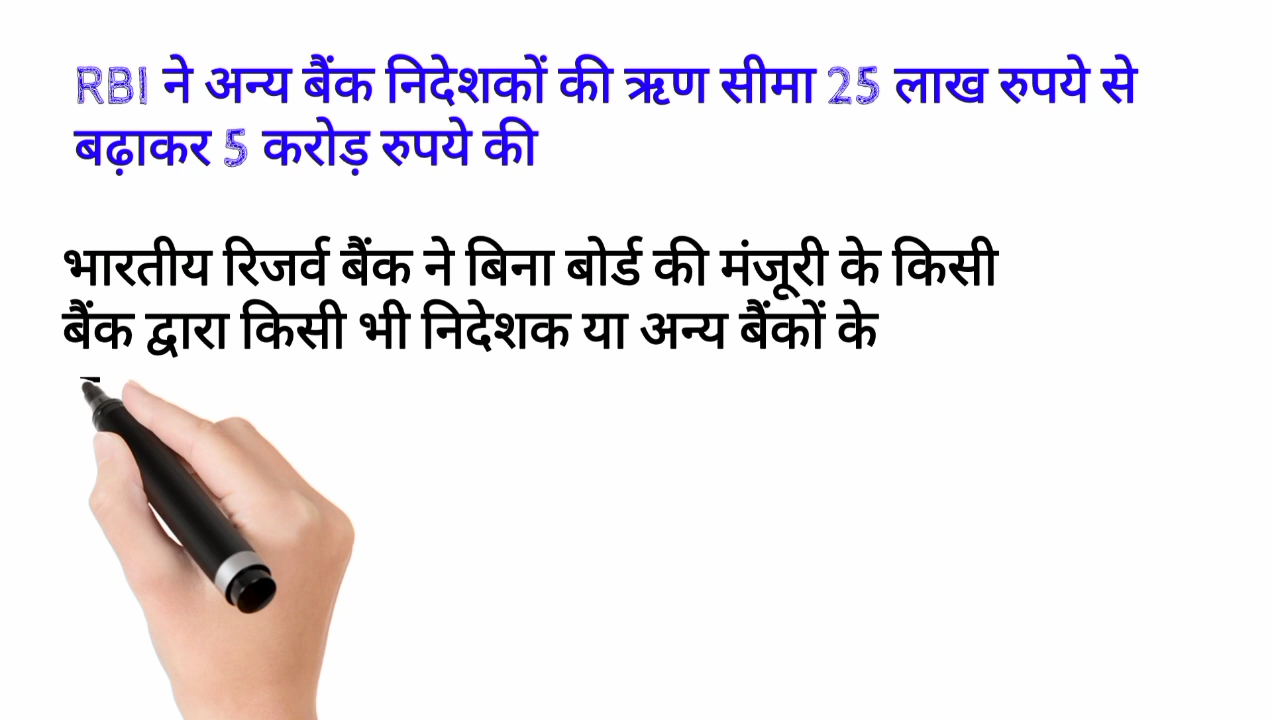 RBI ने अन्य बैंक निदेशकों की ऋण सीमा 25 लाख रुपये से
बढ़ाकर 5 करोड़ रुपये की
भारतीय रिजर्व बैंक ने बिना बोर्ड की मंजूरी के किसी
बैंक द्वारा किसी भी निदेशक या अन्य बैंकों के